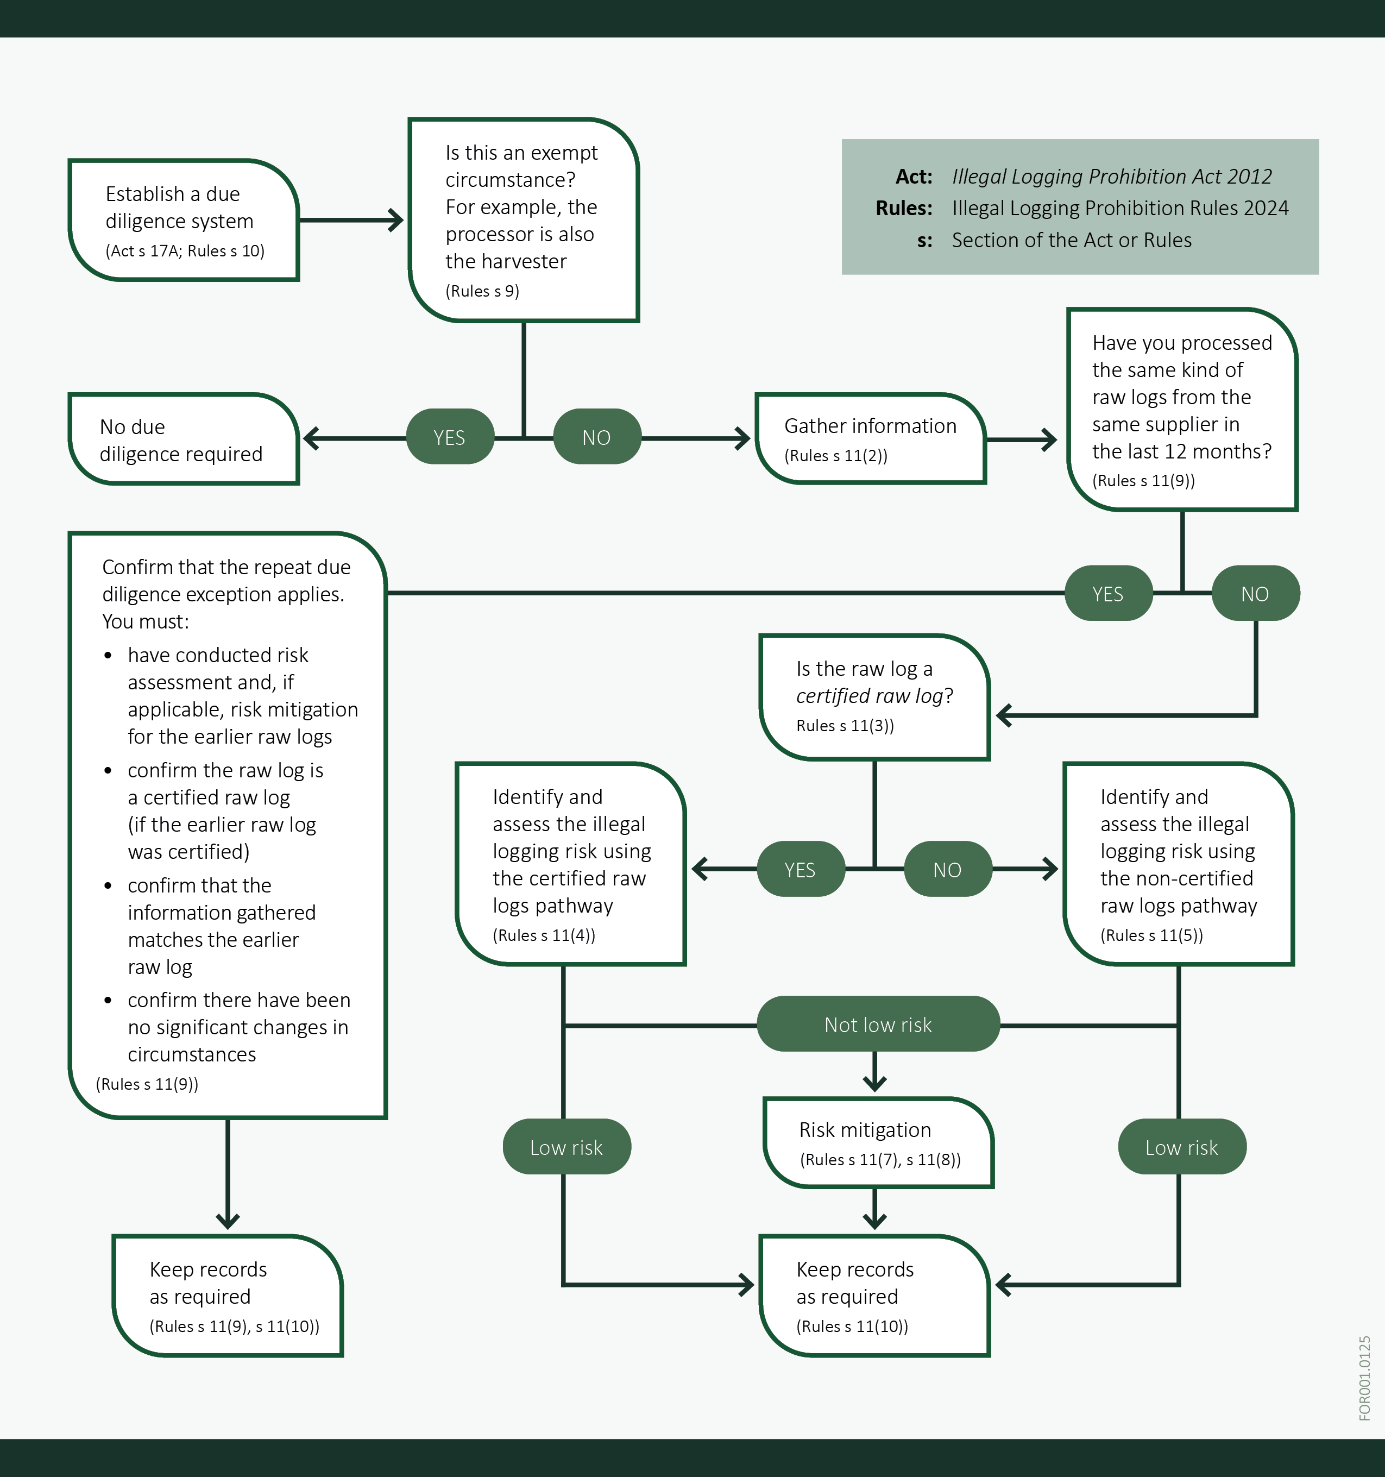 Establish a due
diligence system
(Act s 17A; Rules s 10)
Is this an exempt
circumstance?
For example, the
processor is also
the harvester
(Rules s 9)
Act: Illegal Logging Prohibition Act 2012
Rules: Illegal Logging Prohibition Rules 2024
s: Section of the Act or Rules
No due
diligence required
YES
NO
Gather information
(Rules s 11(2))
Have you processed
the same kind of
raw logs from the
same supplier in
the last 12 months?
(Rules s 11(9))
YES
NO
Confirm that the repeat due
diligence exception applies.
You must:
• have conducted risk
assessment and, if
applicable, risk mitigation
for the earlier raw logs
• confirm the raw log is
a certified raw log
(if the earlier raw log
was certified)
• confirm that the
information gathered
matches the earlier
raw log
• confirm there have been
no significant changes in
circumstances
(Rules s 11(9))
Is the raw log a
certified raw log?
Rules s 11(3))
Identify and
assess the illegal
logging risk using
the certified raw
logs pathway
(Rules s 11(4))
YES
NO
Identify and
assess the illegal
logging risk using
the non-certified
raw logs pathway
(Rules s 11(5))
Not low risk
Low risk
Risk mitigation
(Rules s 11(7), s 11(8))
Low risk
Keep records
as required
(Rules s 11(9), s 11(10))
Keep records
as required
(Rules s 11(10))
FOR001.0125